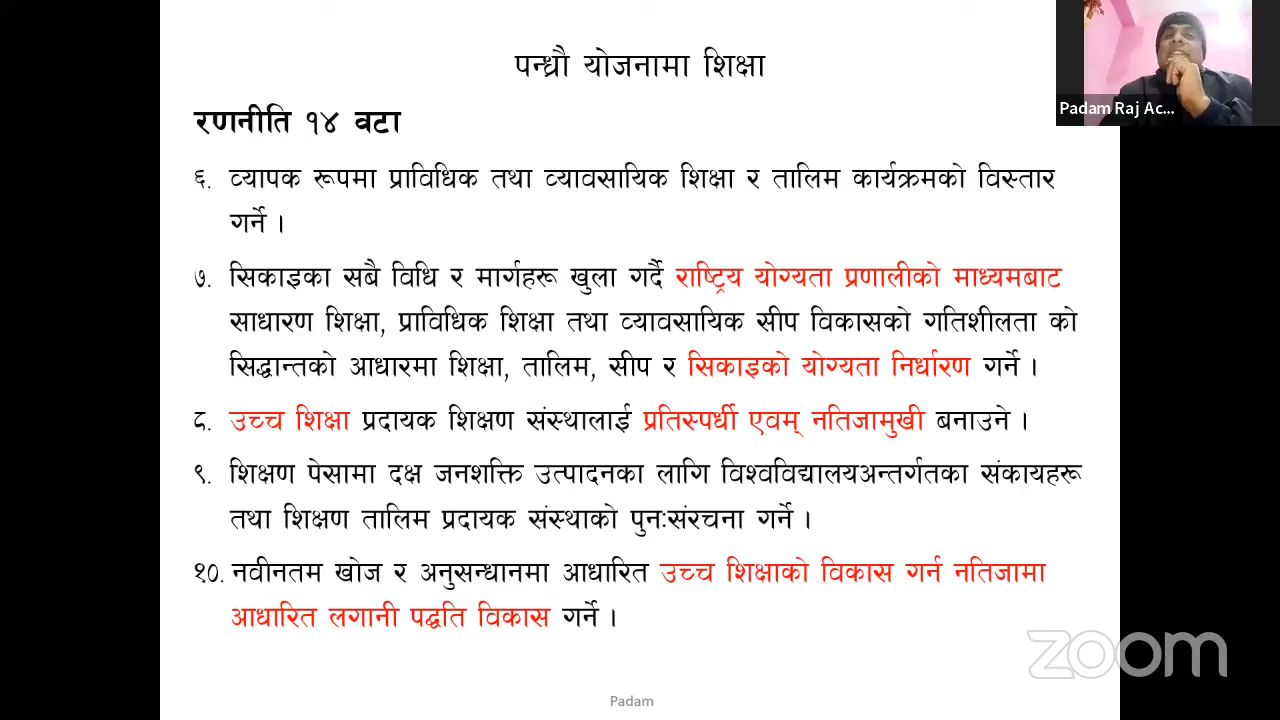 पन्ध्रौ योजनामा शिक्षा
Padam Raj Ac...
रणनीति १४ वटा
६. व्यापक रूपमा प्राविधिक तथा व्यावसायिक शिक्षा र तालिम कार्यक्रमको विस्तार
गर्ने ।
७. सिकाइका सबै विधि र मार्गहरू खुला गर्दै राष्ट्रिय योग्यता प्रणालीको माध्यमबाट
साधारण शिक्षा, प्राविधिक शिक्षा तथा व्यावसायिक सीप विकासको गतिशीलता को
सिद्धान्तको आधारमा शिक्षा, तालिम, सीप र सिकाइको योग्यता निर्धारण गर्ने ।
८. उच्च शिक्षा प्रदायक शिक्षण संस्थालाई प्रतिस्पर्धी एवम् नतिजामुखी बनाउने ।
९. शिक्षण पेसामा दक्ष जनशक्ति उत्पादनका लागि विश्वविद्यालयअन्तर्गतका संकायहरू
तथा शिक्षण तालिम प्रदायक संस्थाको पुनःसंरचना गर्ने ।
१०. नवीनतम खोज र अनुसन्धानमा आधारित उच्च शिक्षाको विकास गर्न नतिजामा
आधारित लगानी पद्धति विकास गर्ने ।
zoom
Padam